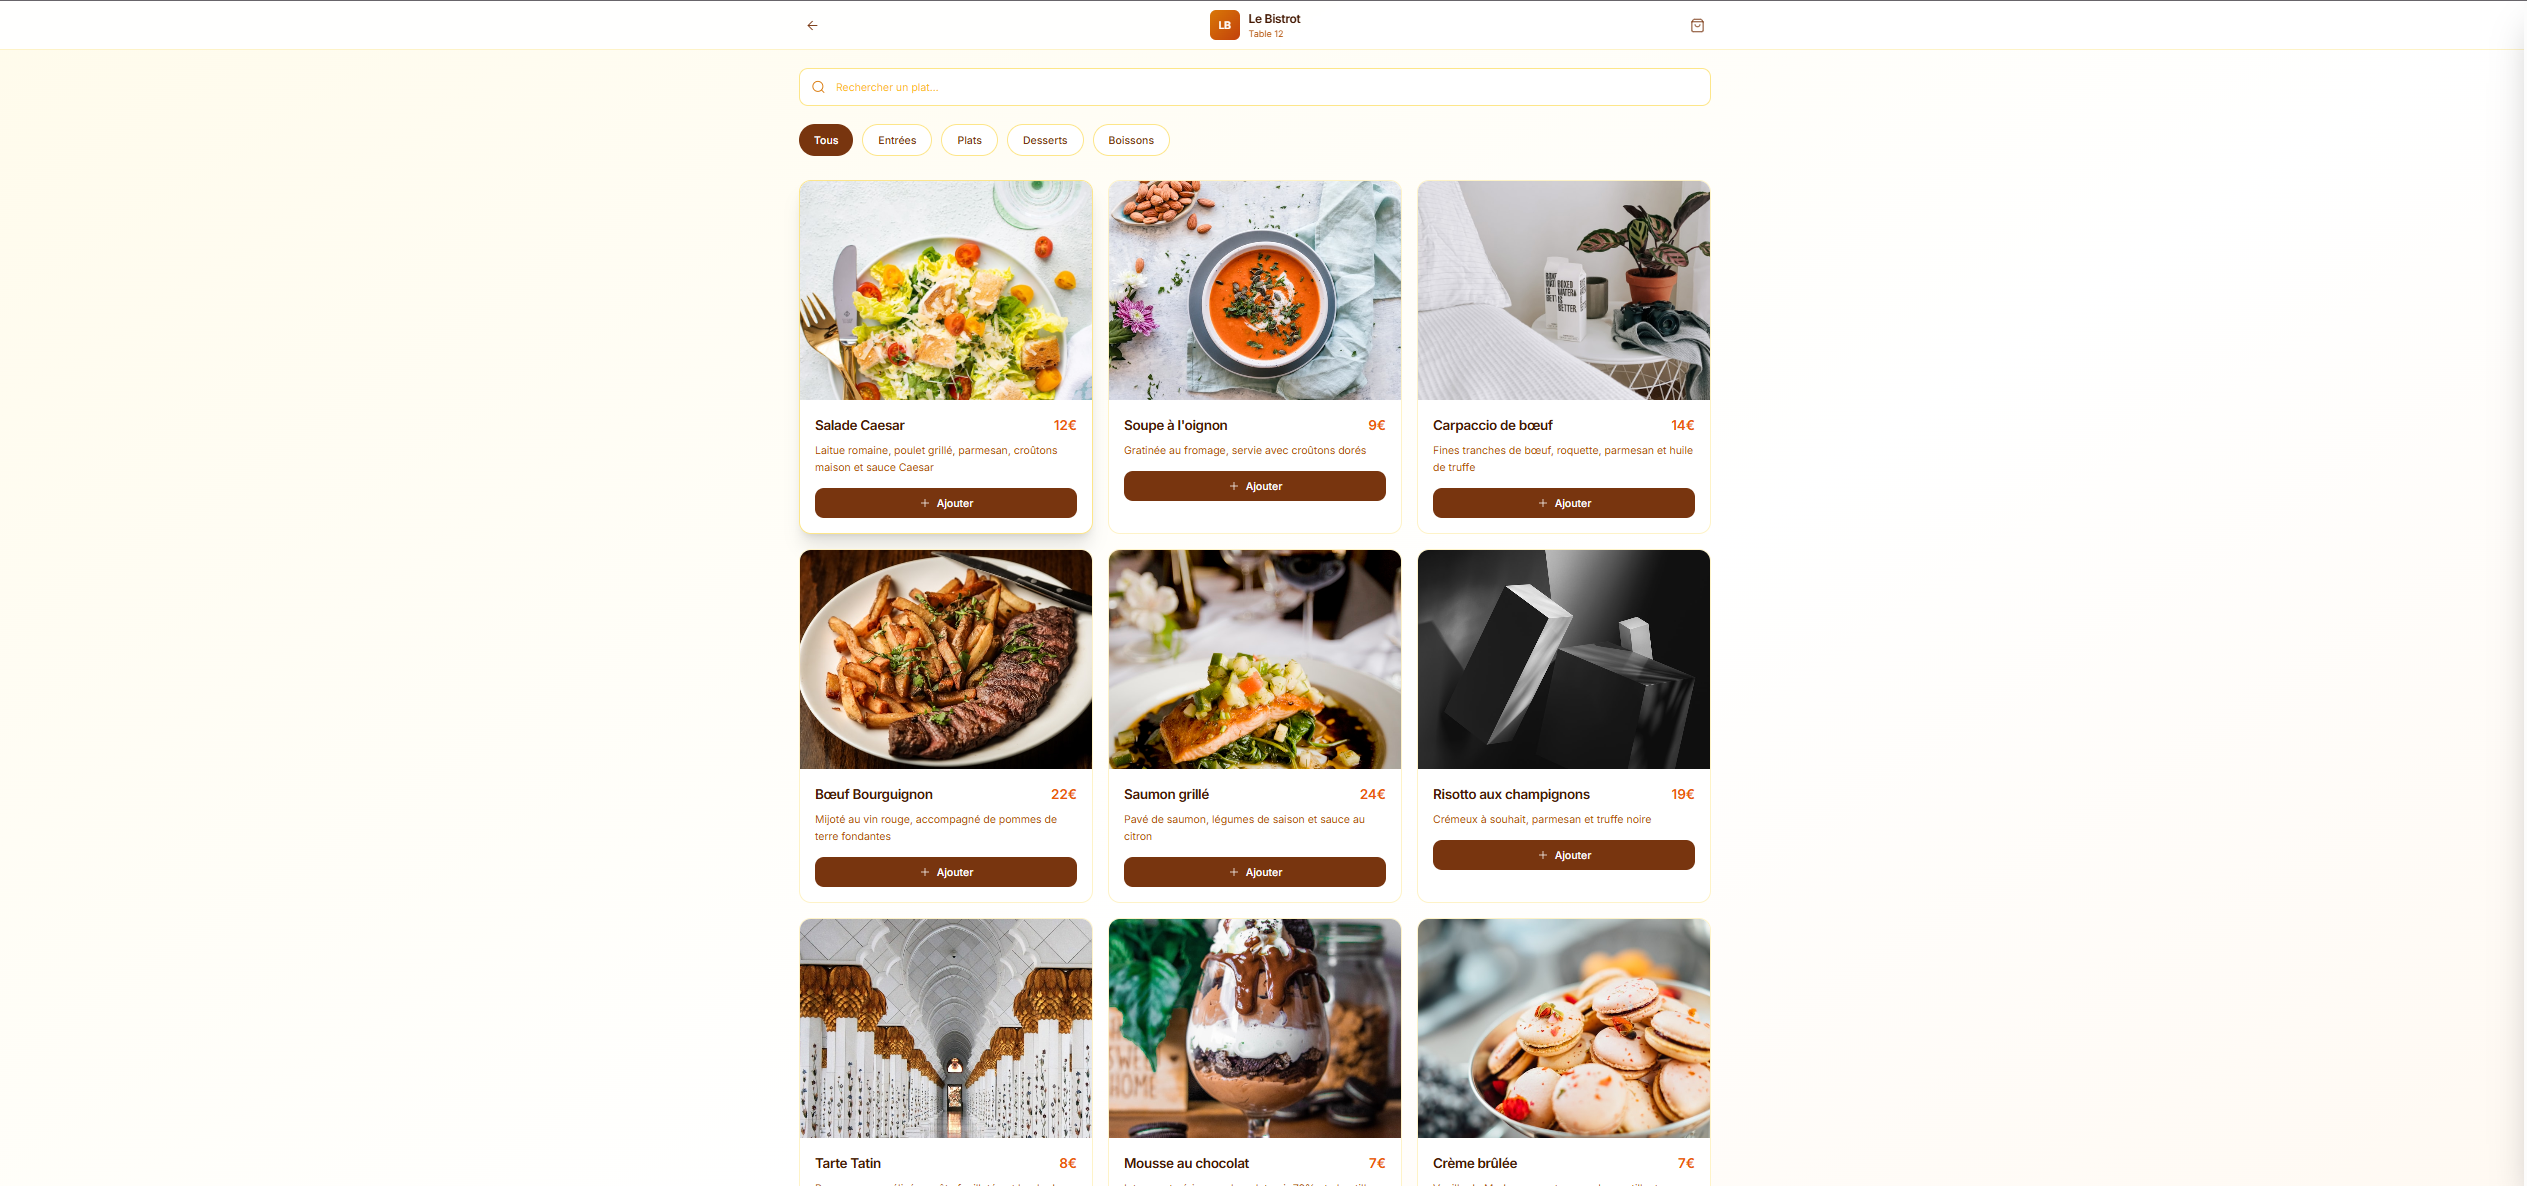 LB
Le Bistrot
Table 12
Rechercher un plat...
Tous
Entrées
Plats
Desserts
Boissons
BOXED WATER IS BETTER
Salade Caesar
12€
Laitue romaine, poulet grillé, parmesan, croûtons
maison et sauce Caesar
Ajouter
Soupe à l'oignon
9€
Gratinée au fromage, servie avec croûtons dorés
Ajouter
Carpaccio de bœuf
14€
Fines tranches de bœuf, roquette, parmesan et huile
de truffe
Ajouter
Bœuf Bourguignon
22€
Mijoté au vin rouge, accompagné de pommes de
terre fondantes
Ajouter
Saumon grillé
24€
Pavé de saumon, légumes de saison et sauce au
citron
Ajouter
Risotto aux champignons
19€
Crémeux à souhait, parmesan et truffe noire
Ajouter
HOME
Tarte Tatin
8€
Mousse au chocolat
7€
Crème brûlée
7€